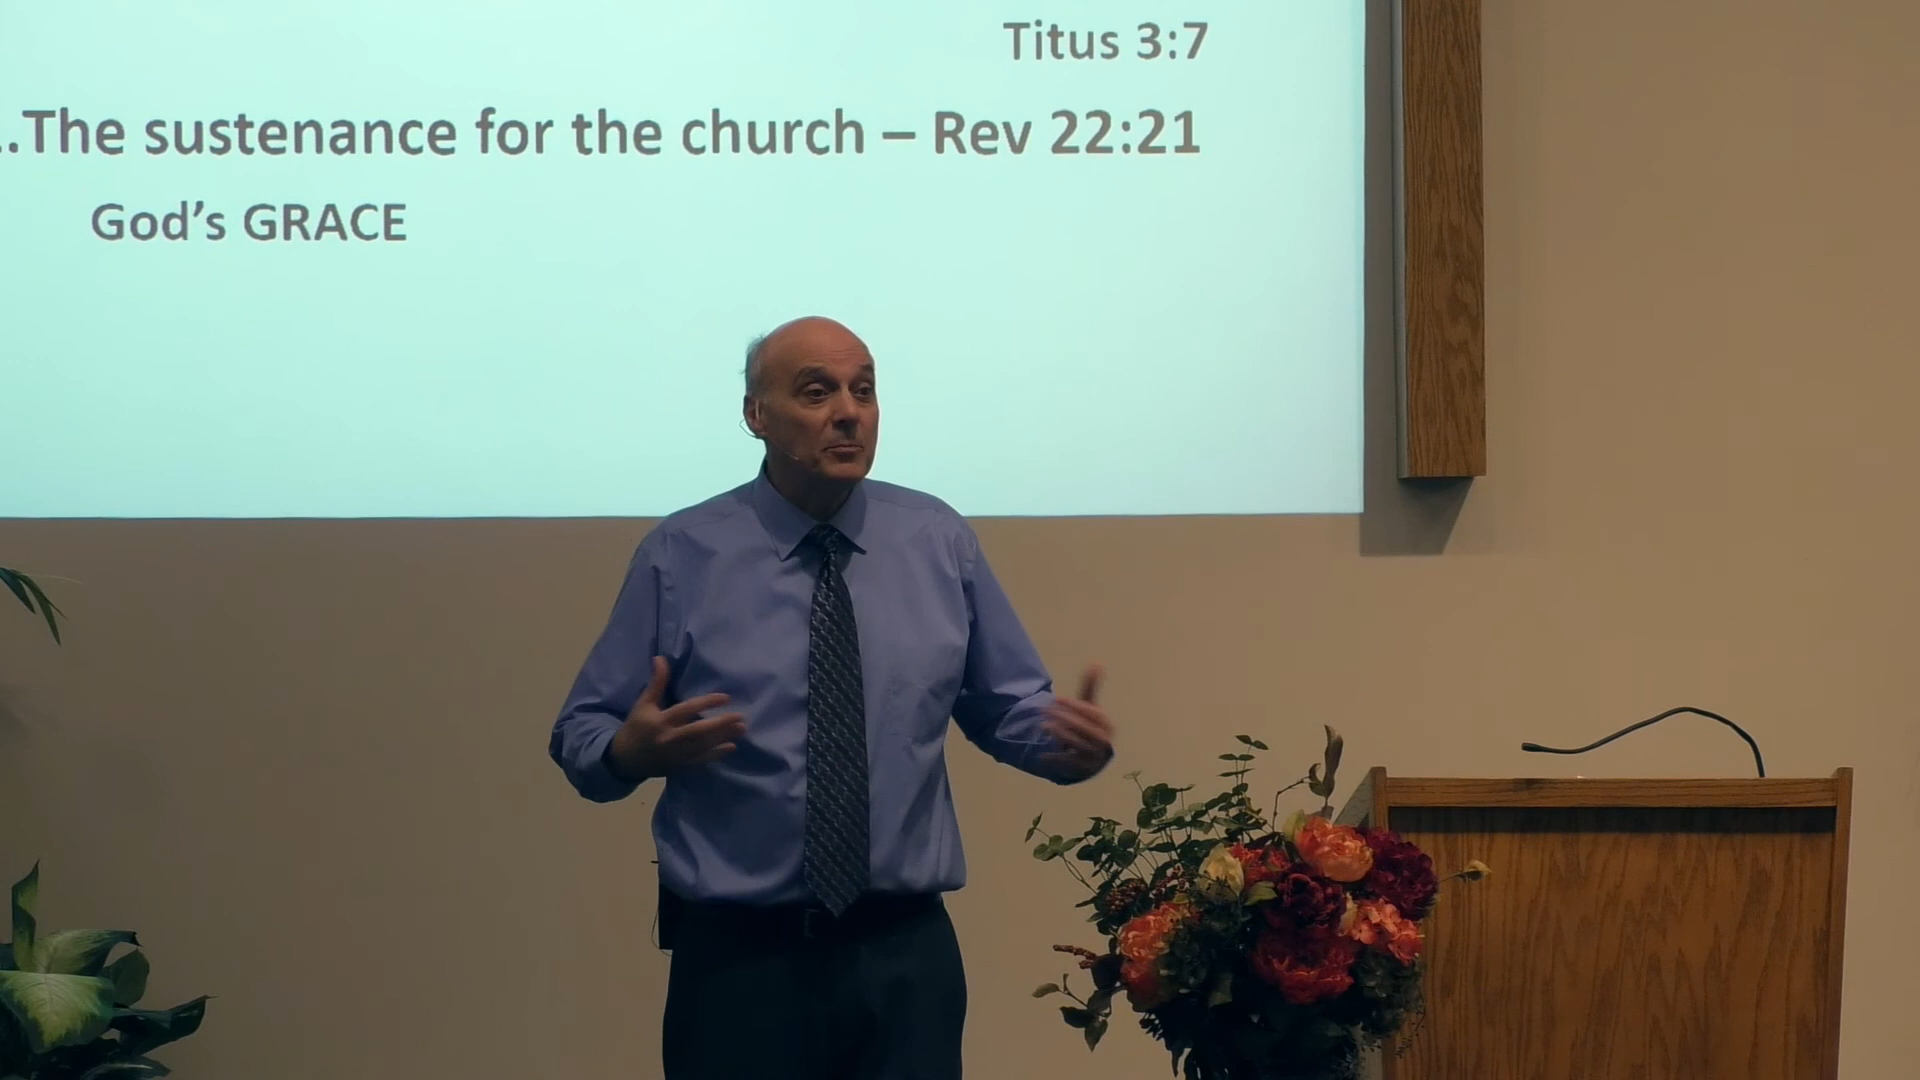 Titus 3:7
..The sustenance for the church – Rev 22:21
God's GRACE